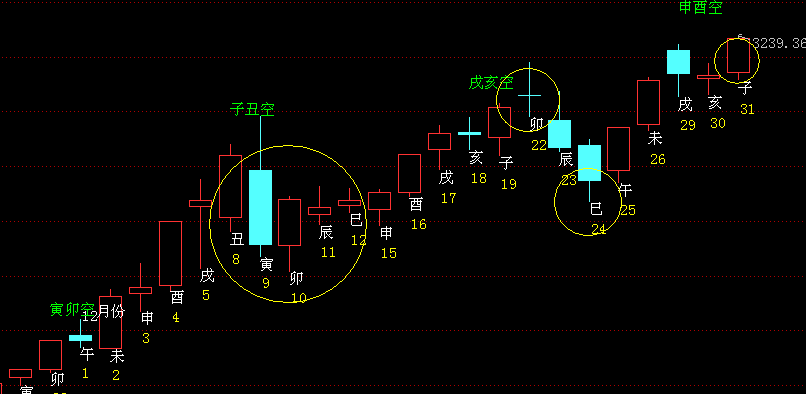 申酉空
3239.36
戌亥空
子丑空
寅卯空
12月份
寅
卯
午
1
未
2
申
3
酉
4
戌
5
丑
8
寅
9
卯
10
辰
11
巳
12
申
15
酉
16
戌
17
亥
18
子
19
卯
22
辰
23
巳
24
午
25
未
26
戌
29
亥
30
子
31